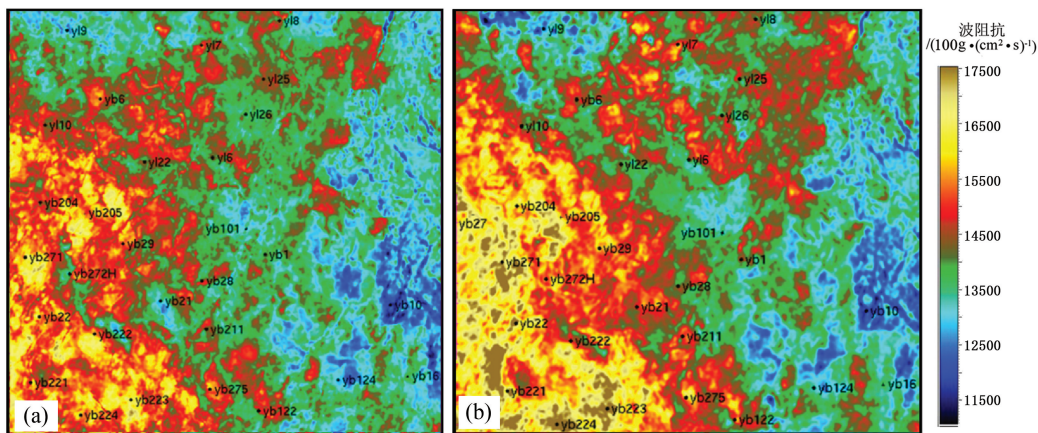 yl9
yl8
yl7
yl25
yb6
yl26
yl10
yl22
yl6
yb204
yb205
yb101
yb29
yb1
yb271
yb272H
yb28
yb21
yb10
yb22
yb222
yb211
yb16
yb124
yb221
yb275
yb223
yb122
yb224
(a)
yl9
yl8
yl7
yl25
yb6
yl26
yl10
yl22
yl6
yb204
yb27
yb205
yb101
yb29
yb1
yb271
yb272H
yb28
yb21
yb10
yb22
yb222
yb211
yb16
yb124
yb221
yb275
yb223
yb122
yb224
(b)
波阻抗
/(100g•(cm²•s)⁻¹)
17500
16500
15500
14500
13500
12500
11500